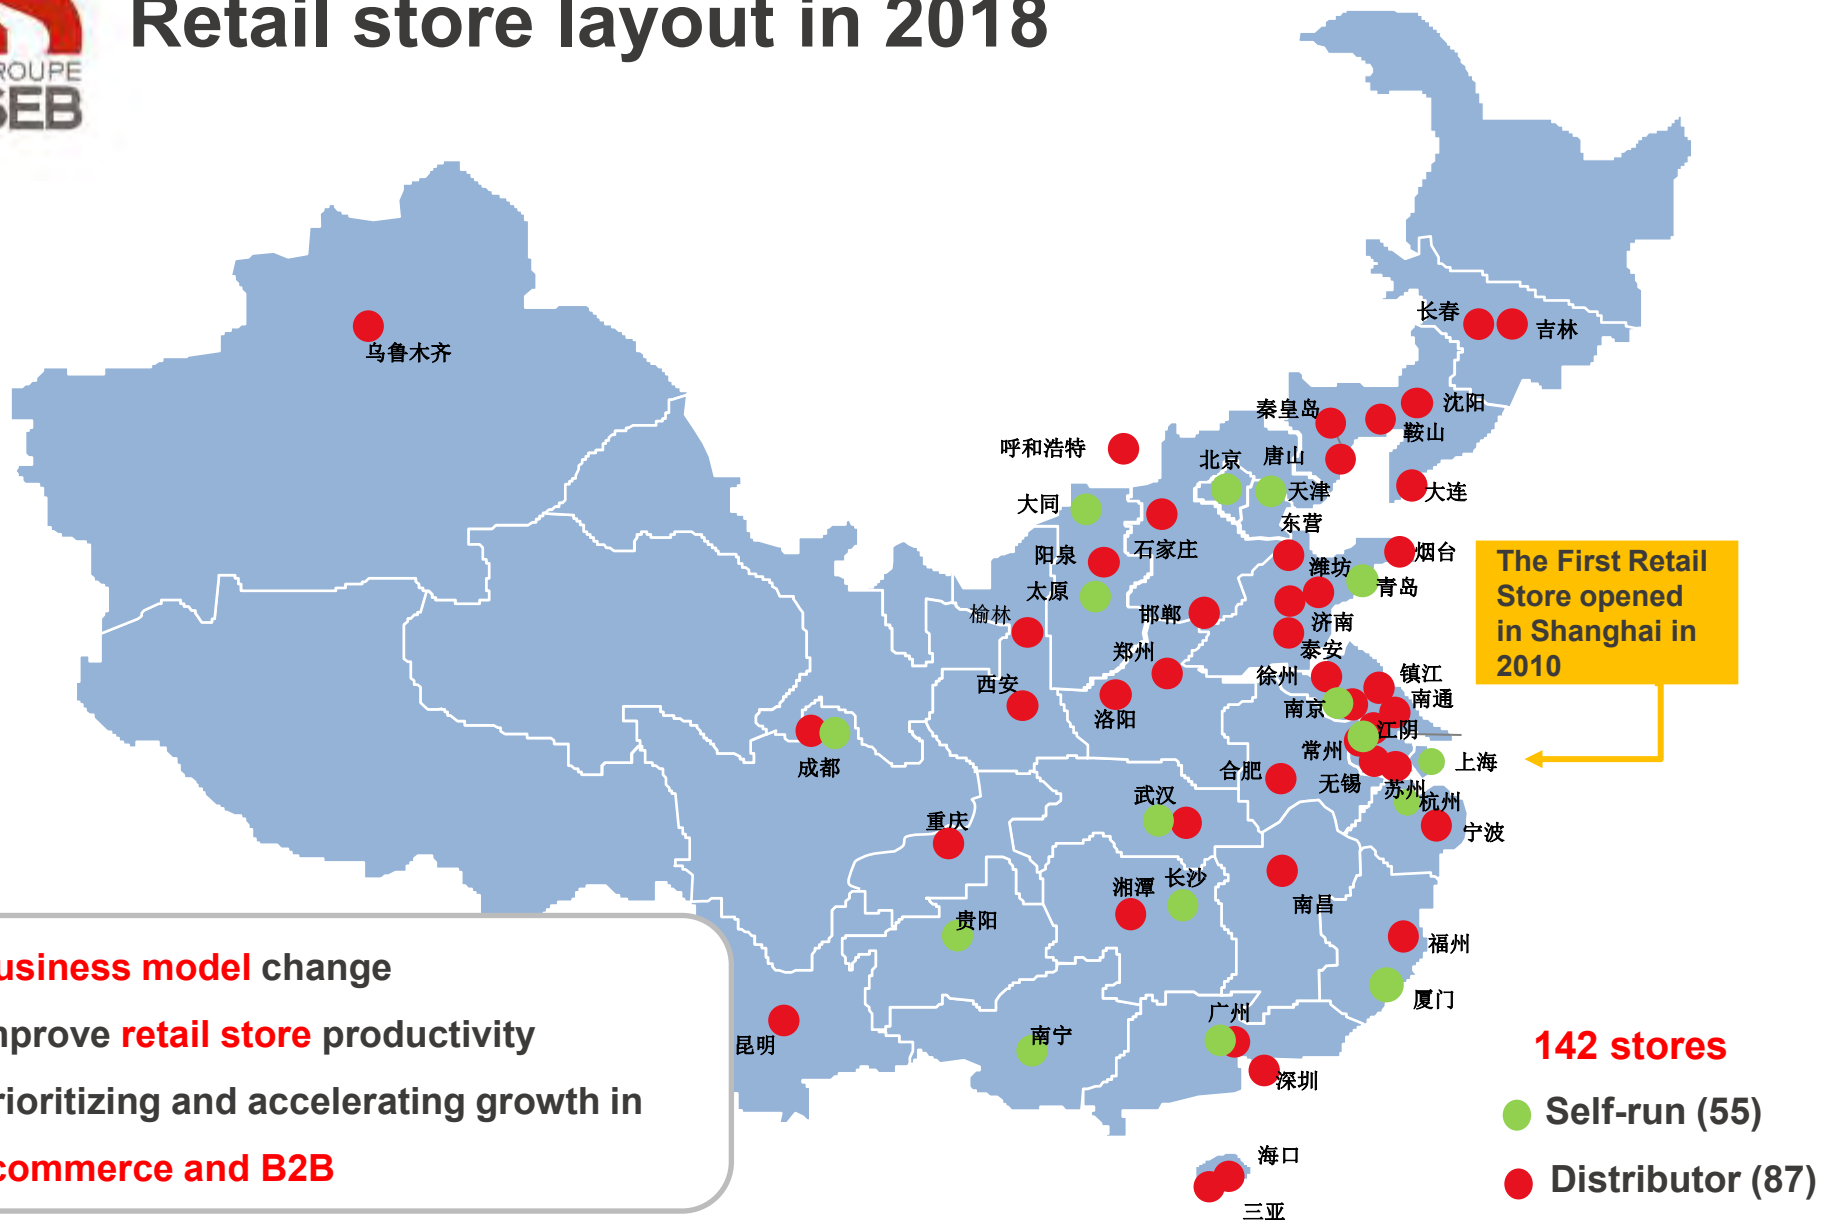 Retail store layout in 2018
ROUPE
SEB
长春
吉林
乌鲁木齐
沈阳
秦皇岛
鞍山
呼和浩特
北京
唐山
大连
天津
大同
东营
石家庄
阳泉
烟台
潍坊
青岛
太原
榆林
邯郸
济南
泰安
郑州
徐州
镇江
西安
南通
南京
洛阳
江阴
常州
上海
成都
合肥
无锡
苏州
武汉
杭州
重庆
宁波
长沙
湘潭
南昌
贵阳
福州
厦门
广州
南宁
昆明
深圳
海口
三亚
The First Retail
Store opened
in Shanghai in
2010
usiness model change
mprove retail store productivity
rioritizing and accelerating growth in
commerce and B2B
142 stores
Self-run (55)
Distributor (87)